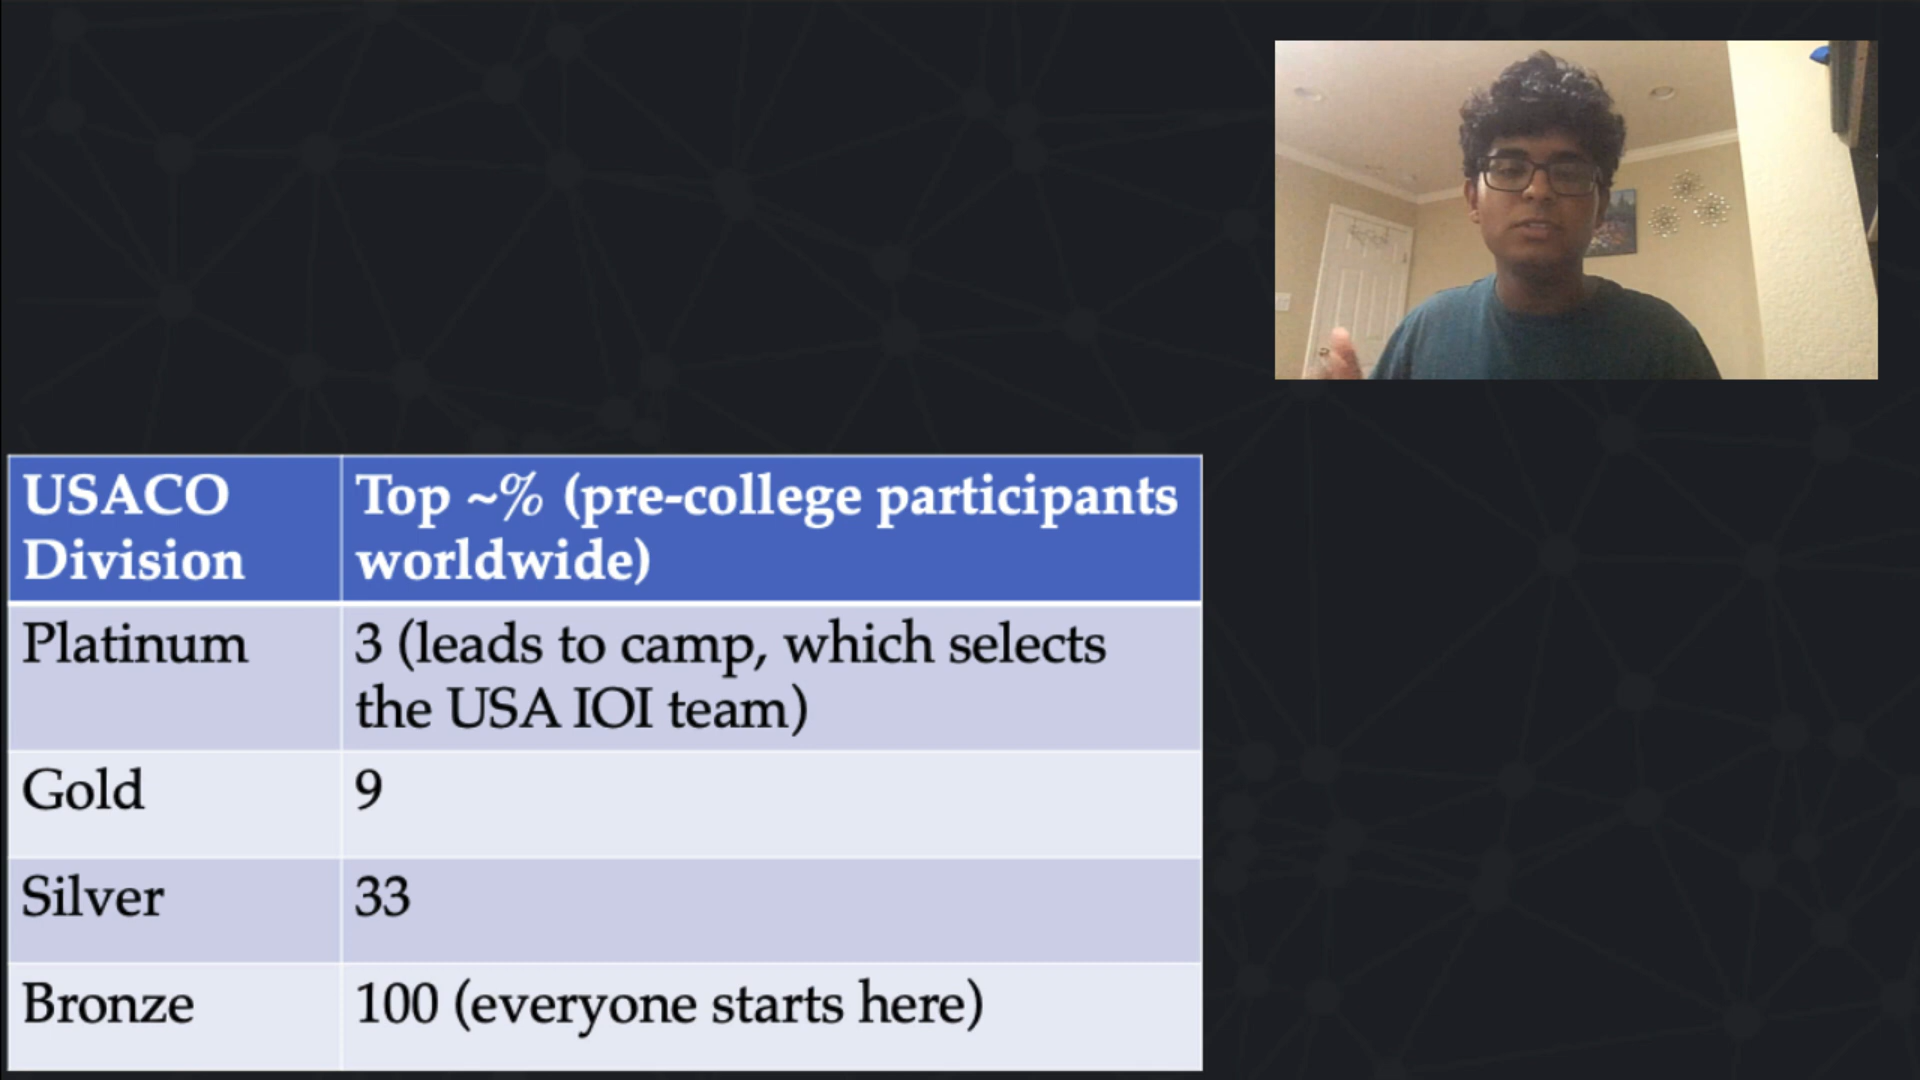 USACO
Division
Top ~% (pre-college participants
worldwide)
Platinum
3 (leads to camp, which selects
the USA IOI team)
Gold
9
Silver
33
Bronze
100 (everyone starts here)